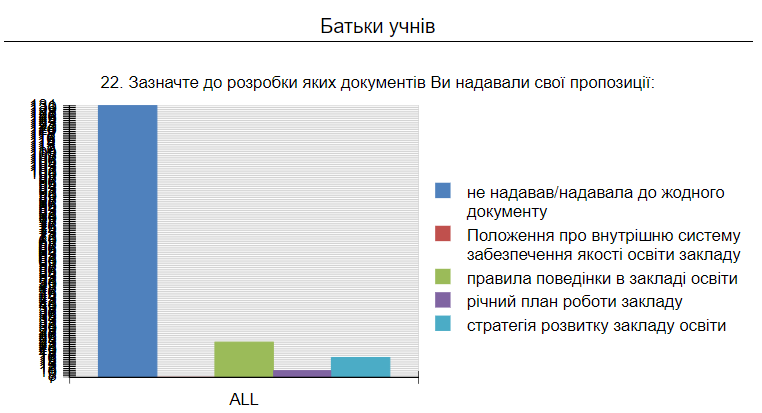 Батьки учнів
22. Зазначте до розробки яких документів Ви надавали свої пропозиції:
не надавав/надавала до жодного
документу
Положення про внутрішню систему
забезпечення якості освіти закладу
правила поведінки в закладі освіти
річний план роботи закладу
стратегія розвитку закладу освіти
ALL